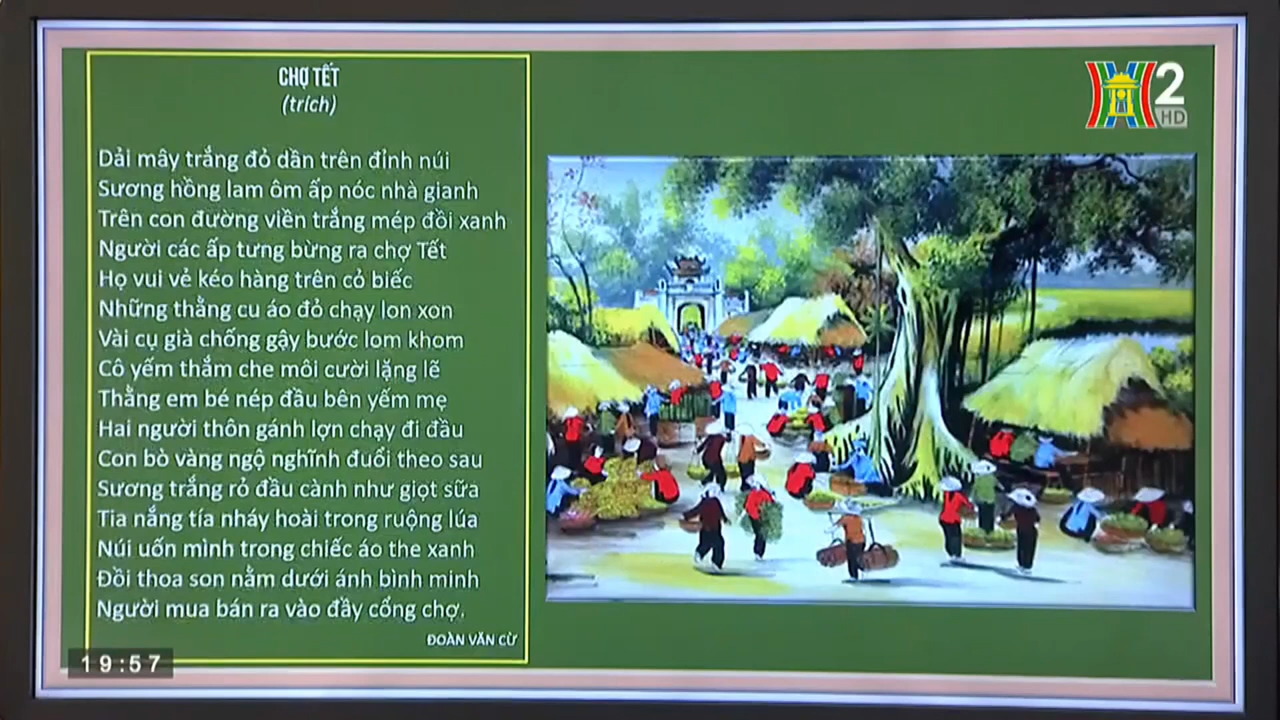 CHỢ TẾT
(trích)
Dải mây trắng đỏ dần trên đỉnh núi
Sương hồng lam ôm ấp nóc nhà gianh
Trên con đường viền trắng mép đồi xanh
Người các ấp tưng bừng ra chợ Tết
Họ vui vẻ kéo hàng trên cỏ biếc
Những thằng cu áo đỏ chạy lon xon
Vài cụ già chống gậy bước lom khom
Cô yếm thắm che môi cười lặng lẽ
Thằng em bé nép đầu bên yếm mẹ
Hai người thôn gánh lợn chạy đi đầu
Con bò vàng ngộ nghĩnh đuổi theo sau
Sương trắng rỏ đầu cành như giọt sữa
Tia nắng tía nháy hoài trong ruộng lúa
Núi uốn mình trong chiếc áo the xanh
Đồi thoa son nằm dưới ánh bình minh
Người mua bán ra vào đầy cổng chợ.
ĐOÀN VĂN CỪ
19:57
H2
HD